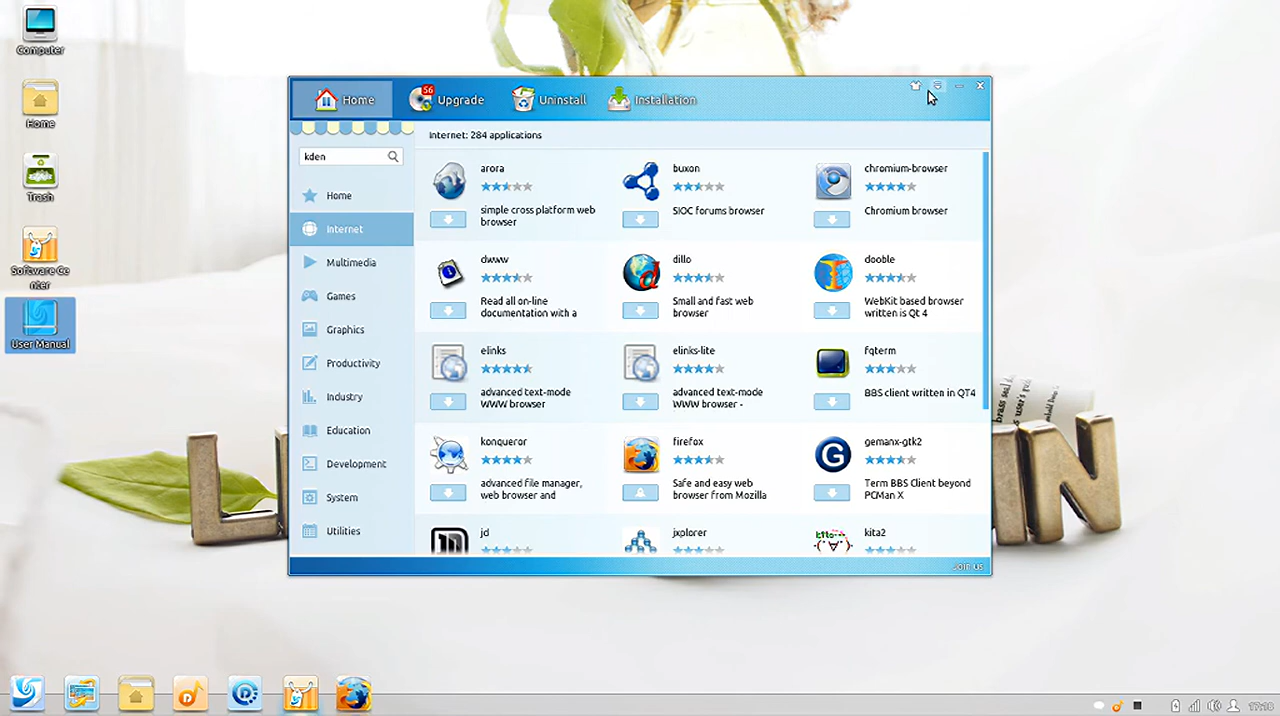 Computer
Home
Trash
Software Ce
nter
User Manual
Home
56
Upgrade
Uninstall
Installation
kden
Internet: 284 applications
Home
Internet
Multimedia
Games
Graphics
Productivity
Industry
Education
Development
System
Utilities
arora
simple cross platform web
browser
buxon
SIOC forums browser
chromium-browser
Chromium browser
dwww
Read all on-line
documentation with a
dillo
Small and fast web
browser
dooble
WebKit based browser
written is Qt 4
elinks
advanced text-mode
WWW browser
elinks-lite
advanced text-mode
WWW browser -
fqterm
BBS client written in QT4
konqueror
advanced file manager,
web browser and
firefox
Safe and easy web
browser from Mozilla
gemanx-gtk2
Term BBS Client beyond
PCMan X
jd
jxplorer
kita2
Join us
L
IN